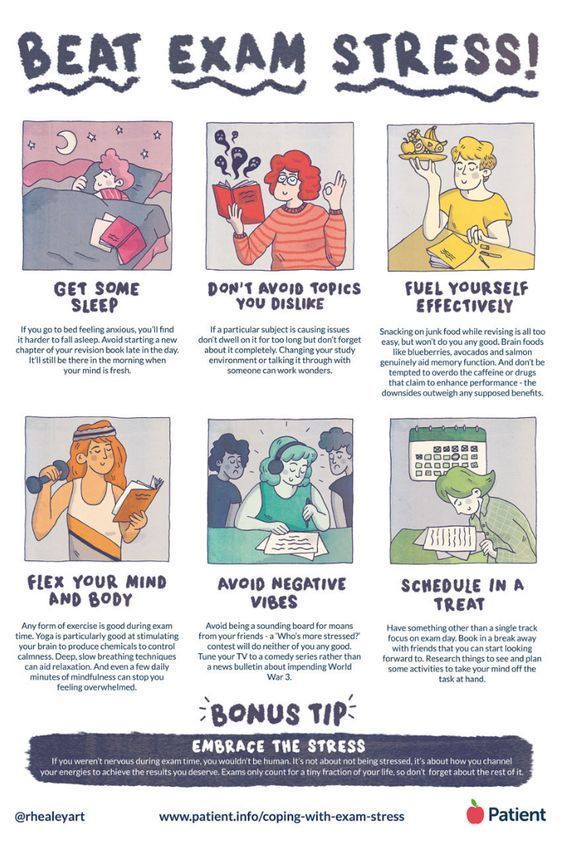 BEAT EXAM STRESS!
GET SOME
SLEEP
If you go to bed feeling anxious, you'll find
it harder to fall asleep. Avoid starting a new
chapter of your revision book late in the day.
It'll still be there in the morning when
your mind is fresh.
DON'T AVOID TOPICS
YOU DISLIKE
If a particular subject is causing issues
don't dwell on it for too long but don't forget
about it completely. Changing your study
environment or talking it through with
someone can work wonders.
FUEL YOURSELF
EFFECTIVELY
Snacking on junk food while revising is all too
easy, but won't do you any good. Brain foods
like blueberries, avocados and salmon
genuinely aid memory function. And don't be
tempted to overdo the caffeine or drugs
that claim to enhance performance - the
downsides outweigh any supposed benefits.
FLEX YOUR MIND
AND BODY
Any form of exercise is good during exam
time. Yoga is particularly good at stimulating
your brain to produce chemicals to control
calmness. Deep, slow breathing techniques
can aid relaxation. And even a few daily
minutes of mindfulness can stop you
feeling overwhelmed.
AVOID NEGATIVE
VIBES
Avoid being a sounding board for moans
from your friends - a 'Who's more stressed?'
contest will do neither of you any good.
Tune your TV to a comedy series rather than
a news bulletin about impending World
War 3.
SCHEDULE IN A
TREAT
Have something other than a single track
focus on exam day. Book in a break away
with friends that you can start looking
forward to. Research things to see and plan
some activities to take your mind off the
task at hand.
BONUS TIP
EMBRACE THE STRESS
If you weren't nervous during exam time, you wouldn't be human. It's not about not being stressed, it's about how you channel
your energies to achieve the results you deserve. Exams only count for a tiny fraction of your life, so don't forget about the rest of it.
@rhealeyart
www.patient.info/coping-with-exam-stress
Patient